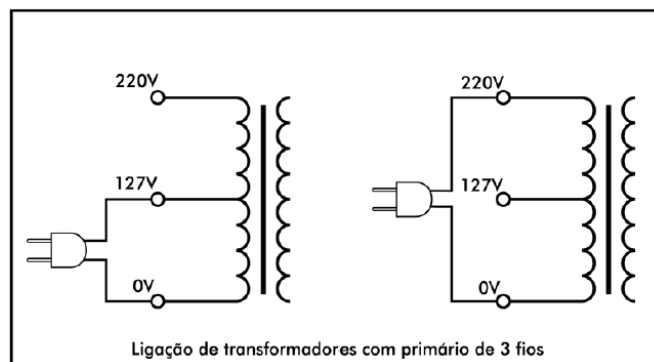 220V
127V
0V
220V
127V
0V
Ligação de transformadores com primário de 3 fios